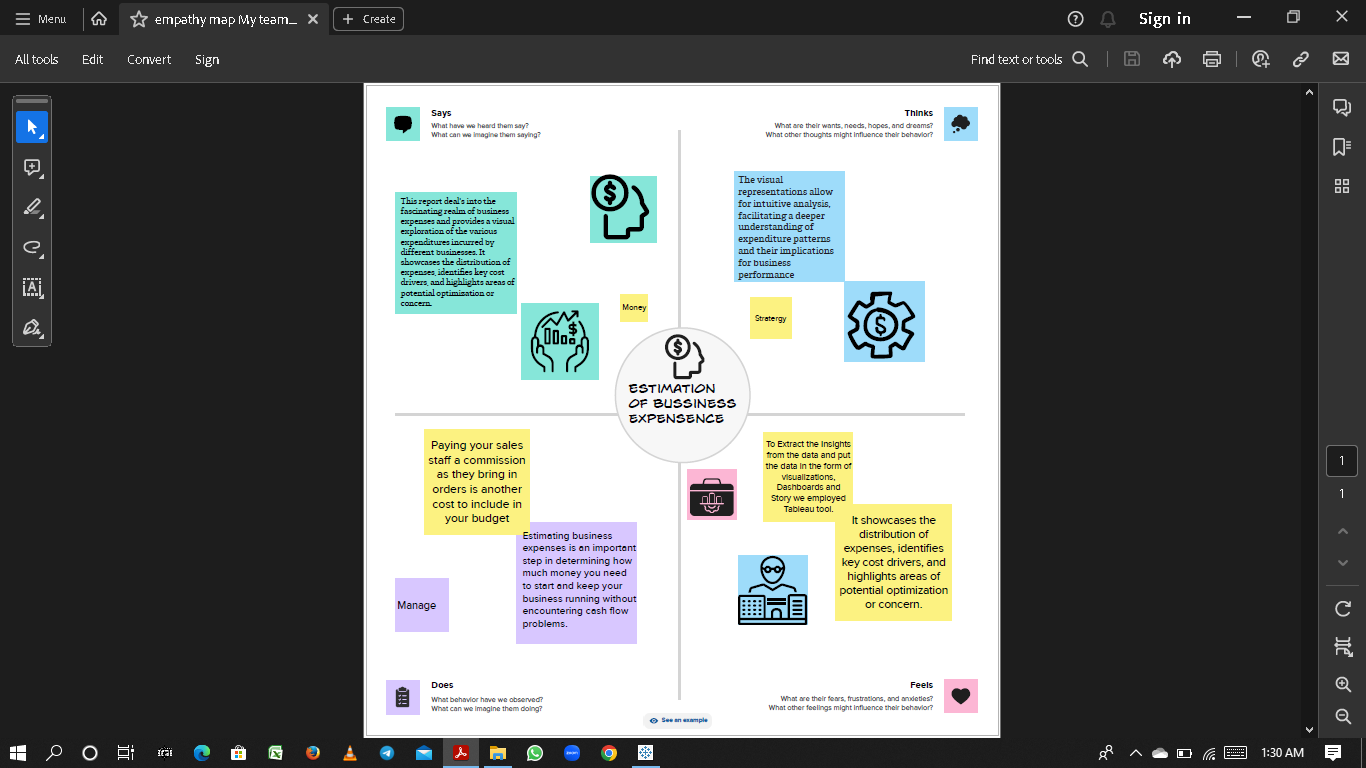 Menu
empathy map My team_
Create
Sign in
All tools
Edit
Convert
Sign
Find text or tools
Says
What have we heard them say?
What can we imagine them saying?
Thinks
What are their wants, needs, hopes, and dreams?
What other thoughts might influence their behavior?
This report deal's into the
fascinating realm of business
expenses and provides a visual
exploration of the various
expenditures incurred by
different businesses. It
showcases the distribution of
expenses, identifies key cost
drivers, and highlights areas of
potential optimization or
concern.
The visual
representations allow
for intuitive analysis,
facilitating a deeper
understanding of
expenditure patterns
and their implications
for business
performance
Money
Stratergy
ESTIMATION
OF BUSSINESS
EXPENSENCE
Paying your sales
staff a commission
as they bring in
orders is another
cost to include in
your budget
Estimating business
expenses is an important
step in determining how
much money you need
to start and keep your
business running without
encountering cash flow
problems.
Manage
To Extract the Insights
from the data and put
the data in the form of
visualizations,
Dashboards and
Story we employed
Tableau tool.
It showcases the
distribution of
expenses, identifies
key cost drivers, and
highlights areas of
potential optimization
or concern.
Does
What behavior have we observed?
What can we imagine them doing?
Feels
What are their fears, frustrations, and anxieties?
What other feelings might influence their behavior?
See an example
1
1
1:30 AM